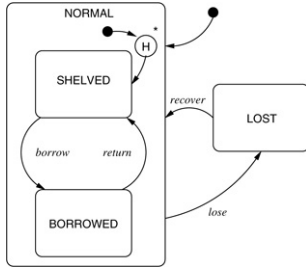 NORMAL
H *
SHELVED
recover
LOST
borrow
return
BORROWED
lose